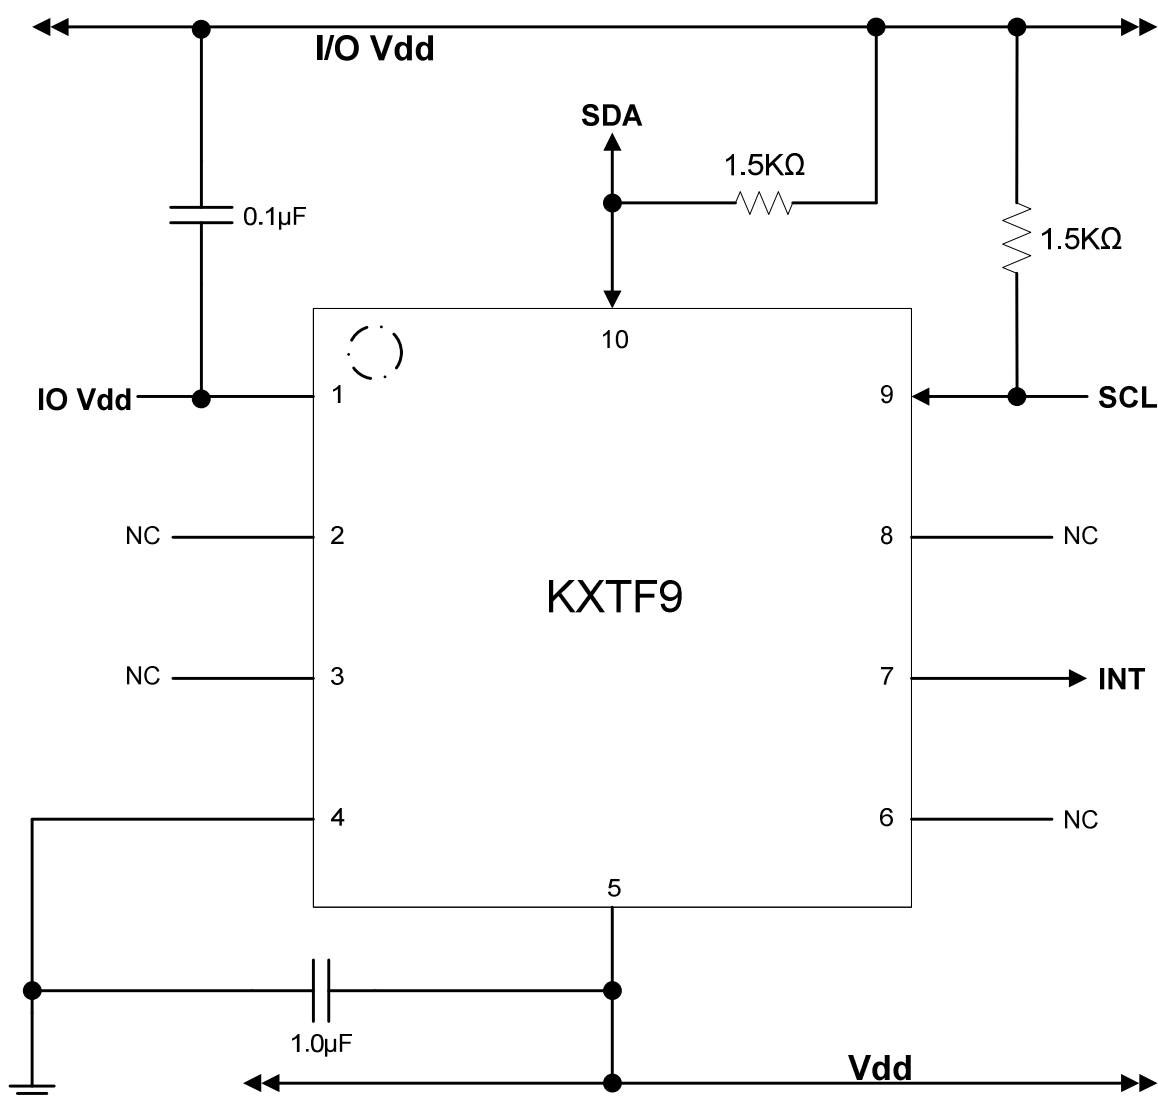 I/O Vdd
SDA
1.5KΩ
0.1µF
1.5KΩ
10
IO Vdd
1
9
SCL
NC
2
8
NC
KXTF9
NC
3
7
INT
4
6
NC
5
1.0µF
Vdd